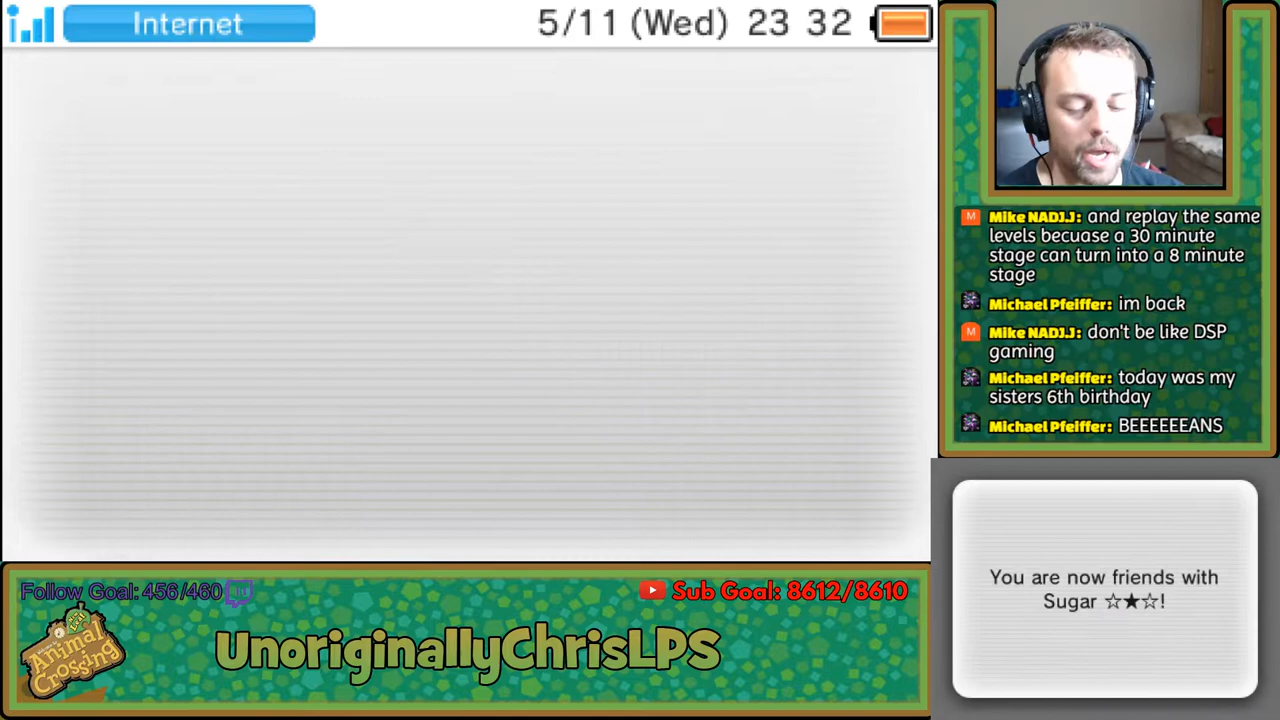 Internet
5/11 (Wed) 23 32
M Mike NADJ.J: and replay the same
levels becuase a 30 minute
stage can turn into a 8 minute
stage
Michael Pfeiffer: im back
M Mike NADJ.J: don't be like DSP
gaming
Michael Pfeiffer: today was my
sisters 6th birthday
Michael Pfeiffer: BEEEEEEANS
You are now friends with
Sugar ☆★☆!
Follow Goal: 456/460
Sub Goal: 8612/8610
Animal
Crossing
UnoriginallyChrisLPS